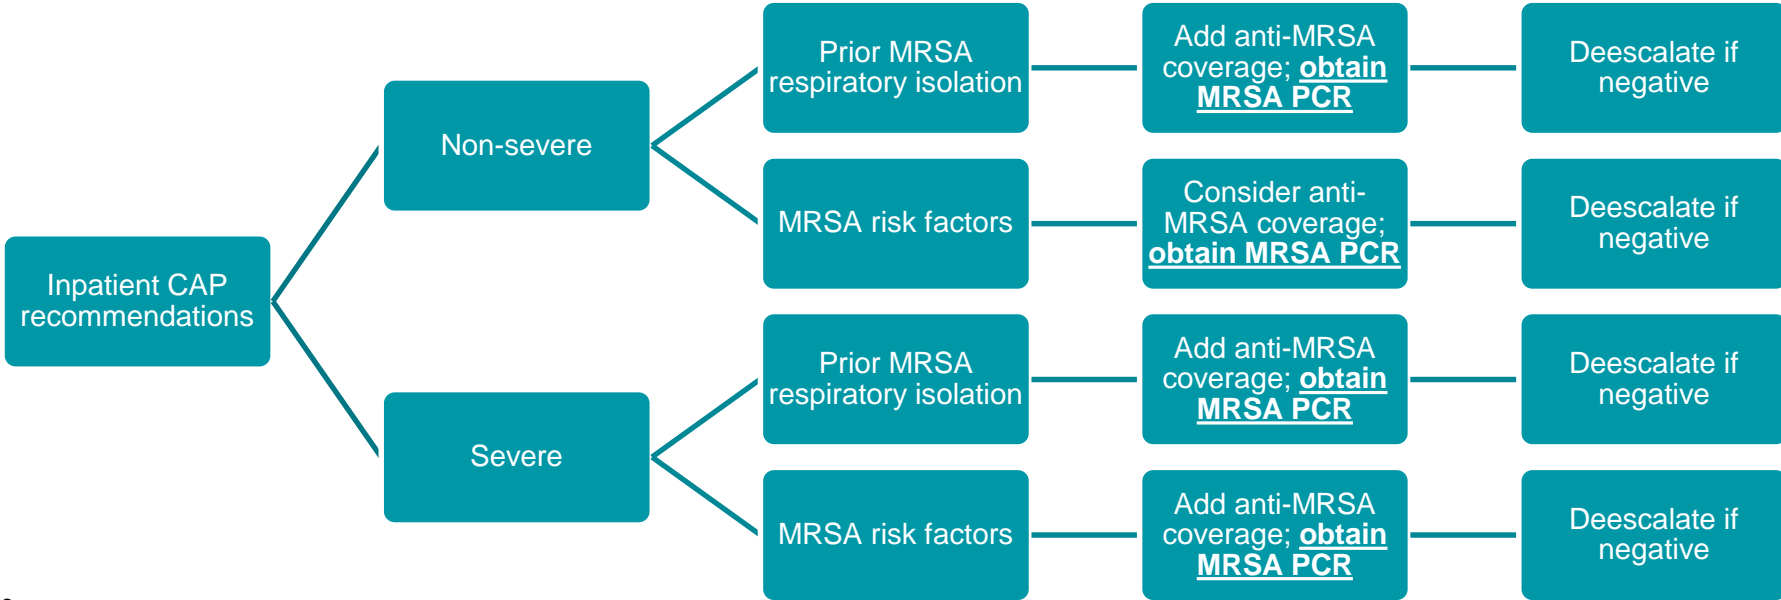 Inpatient CAP
recommendations
Non-severe
Prior MRSA
respiratory isolation
Add anti-MRSA
coverage; obtain
MRSA PCR
Deescalate if
negative
MRSA risk factors
Consider anti-
MRSA coverage;
obtain MRSA PCR
Deescalate if
negative
Severe
Prior MRSA
respiratory isolation
Add anti-MRSA
coverage; obtain
MRSA PCR
Deescalate if
negative
MRSA risk factors
Add anti-MRSA
coverage; obtain
MRSA PCR
Deescalate if
negative